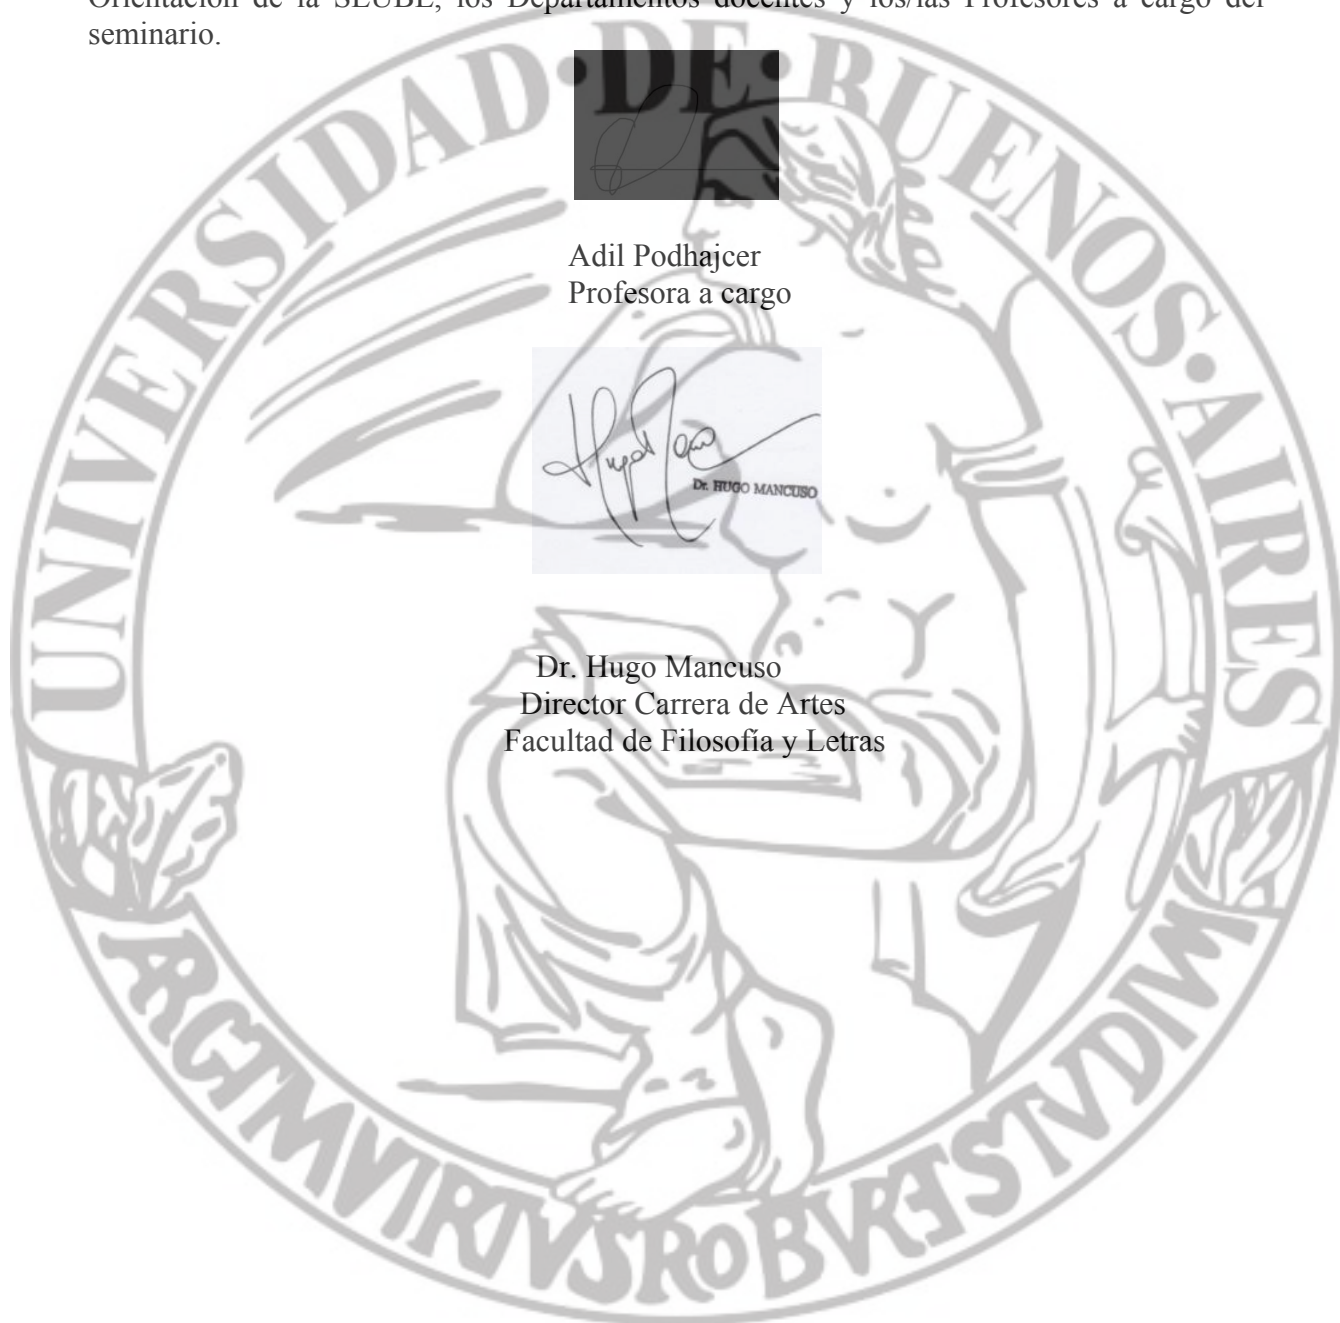 Orientación de la SEUBE, los Departamentos docentes y los/las Profesores a cargo del
seminario.
UNIVERSIDAD • DE • BUENOS • AIRES
Adil Podhajcer
Profesora a cargo
Dr. HUGO MANCUSO
Dr. Hugo Mancuso
Director Carrera de Artes
Facultad de Filosofía y Letras
ARGTMVIRTVSROBVRETSTVDIVM